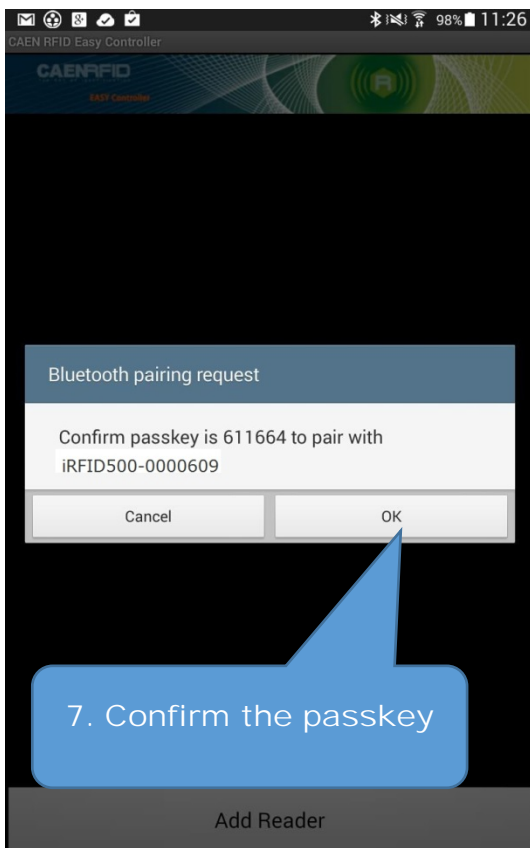 98% 11:26
CAEN RFID Easy Controller
CAENRFID
EASY Controller
Bluetooth pairing request
Confirm passkey is 611664 to pair with
iRFID500-0000609
Cancel OK
7. Confirm the passkey
Add Reader